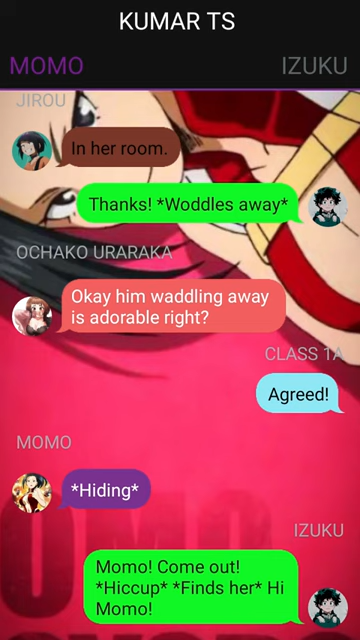 KUMAR TS
MOMO
IZUKU
JIROU
In her room.
Thanks! *Woddles away*
OCHAKO URARAKA
Okay him waddling away
is adorable right?
CLASS 1A
Agreed!
MOMO
*Hiding*
IZUKU
Momo! Come out!
*Hiccup* *Finds her* Hi
Momo!